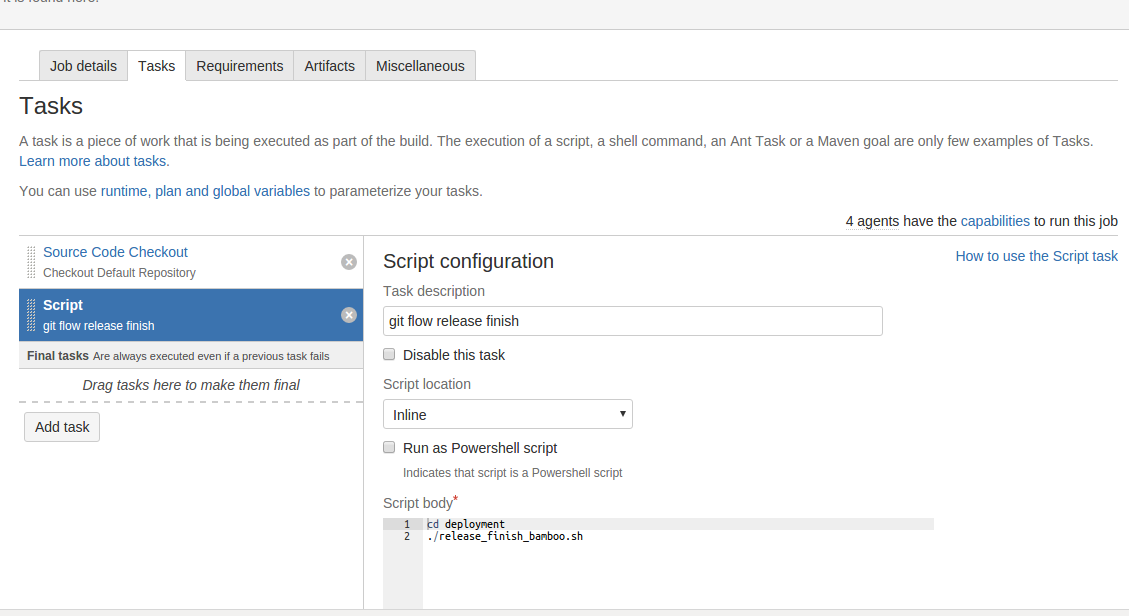 it is found here.
Job details Tasks Requirements Artifacts Miscellaneous
Tasks
A task is a piece of work that is being executed as part of the build. The execution of a script, a shell command, an Ant Task or a Maven goal are only few examples of Tasks.
Learn more about tasks.
You can use runtime, plan and global variables to parameterize your tasks.
4 agents have the capabilities to run this job
Source Code Checkout
Checkout Default Repository
Script
git flow release finish
Final tasks Are always executed even if a previous task fails
Drag tasks here to make them final
Add task
Script configuration
How to use the Script task
Task description
git flow release finish
Disable this task
Script location
Inline
Run as Powershell script
Indicates that script is a Powershell script
Script body*
1 cd deployment
2 ./release_finish_bamboo.sh